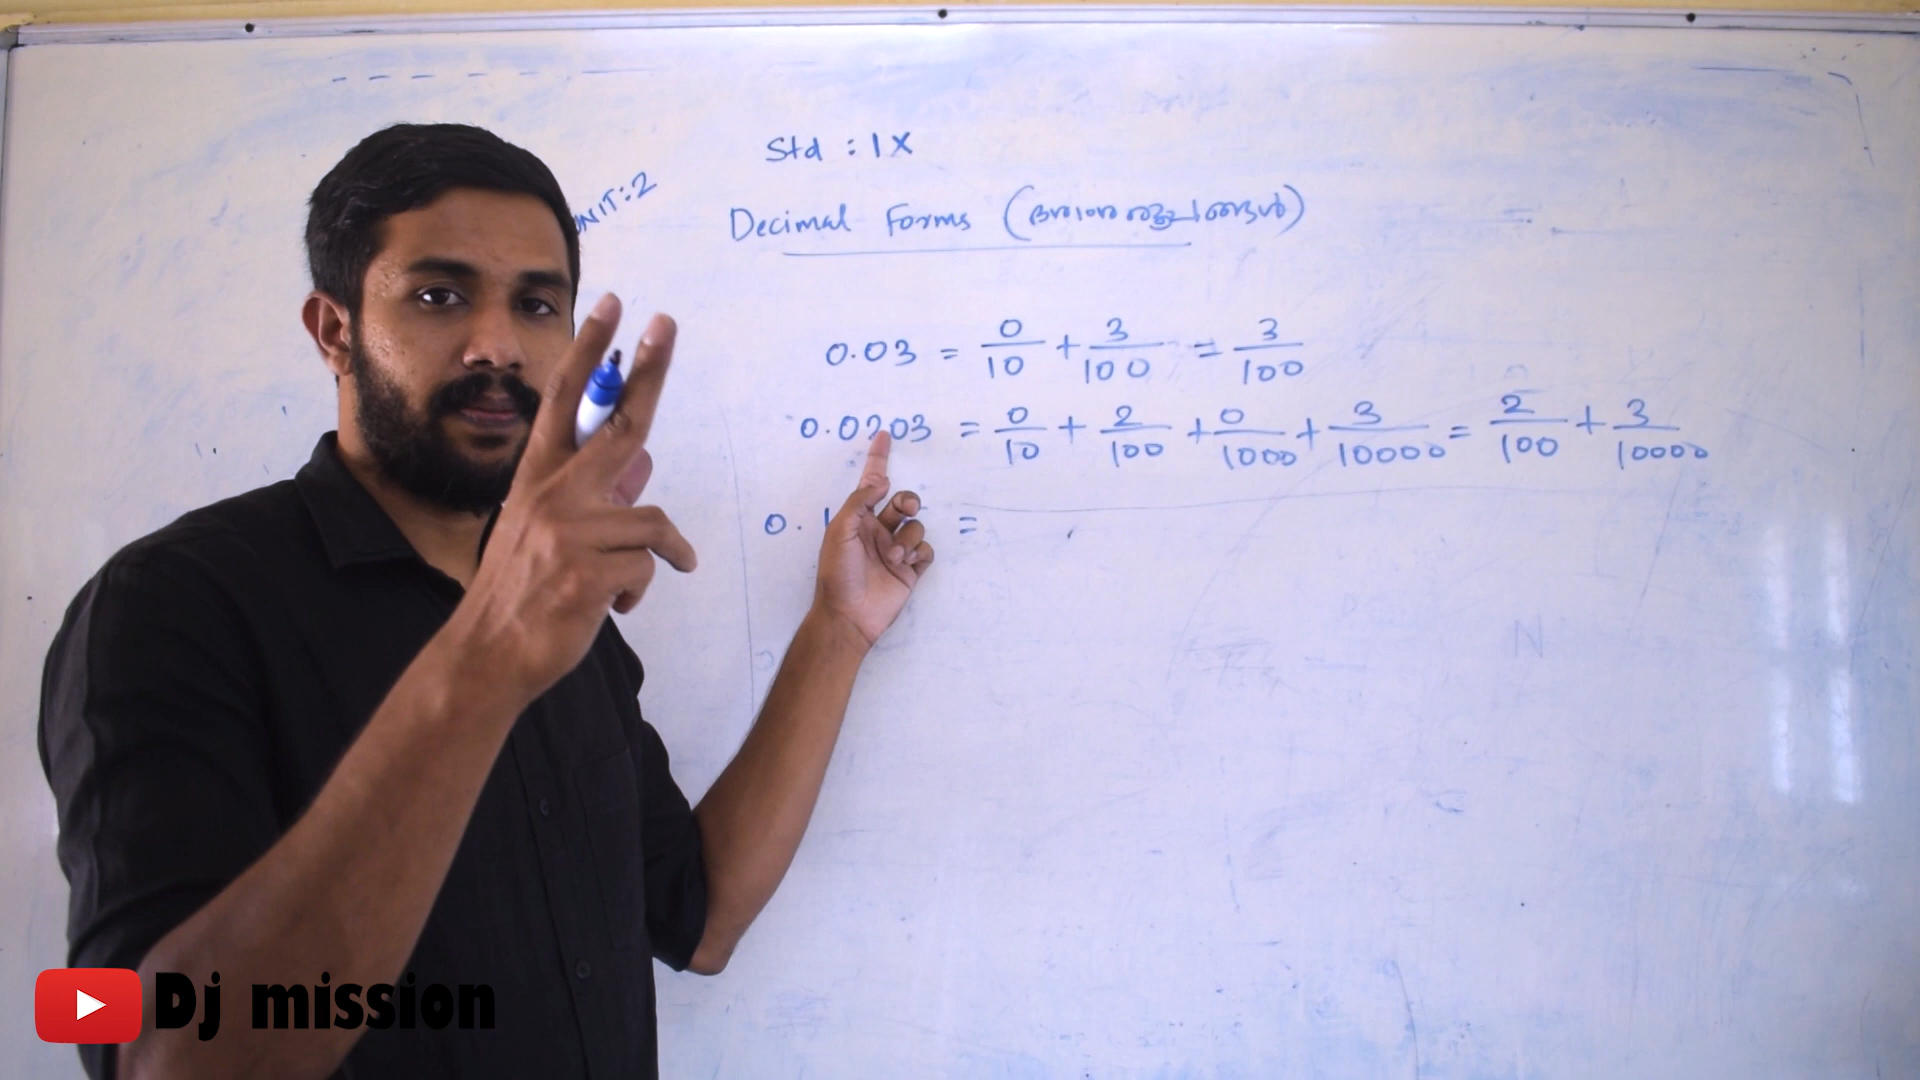 Std : IX
UNIT:2
Decimal Forms (ദശാംശരൂപങ്ങൾ)
0.03 = 0/10 + 3/100 = 3/100
0.0203 = 0/10 + 2/100 + 0/1000 + 3/10000 = 2/100 + 3/10000
0.1 =
Dj mission